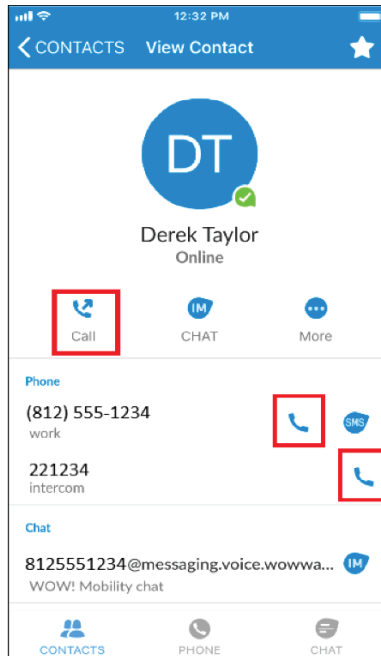 12:32 PM
CONTACTS View Contact
DT
Derek Taylor
Online
Call CHAT More
IM
Phone
(812) 555-1234
work
SMS
221234
intercom
Chat
8125551234@messaging.voice.wowwa... IM
WOW! Mobility chat
CONTACTS PHONE CHAT